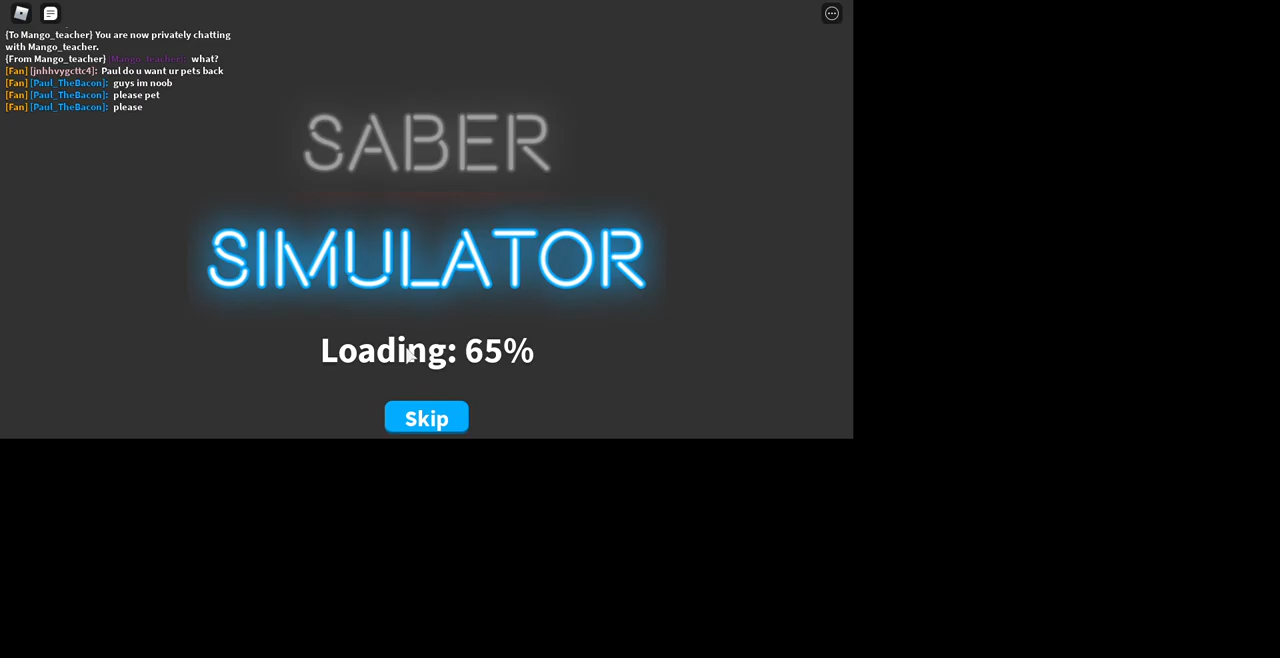 {To Mango_teacher} You are now privately chatting
with Mango_teacher.
{From Mango_teacher} [Mango_teacher]: what?
[Fan] [jnhhvygcttc4]: Paul do u want ur pets back
[Fan] [Paul_TheBacon]: guys im noob
[Fan] [Paul_TheBacon]: please pet
[Fan] [Paul_TheBacon]: please
SABER
SIMULATOR
Loading: 65%
Skip